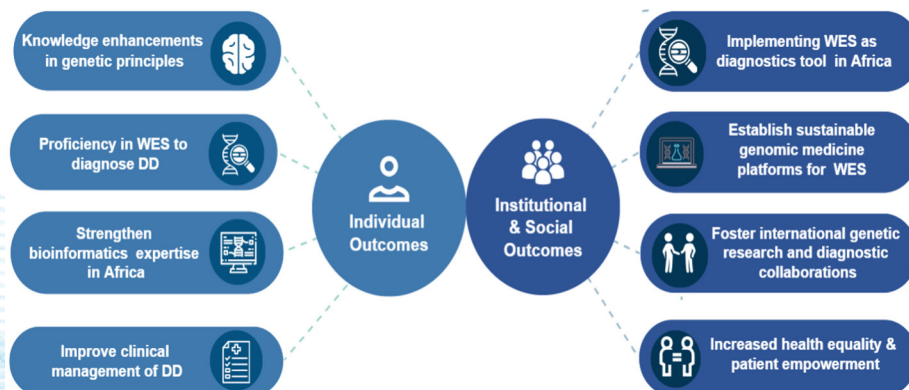 Knowledge enhancements
in genetic principles
Proficiency in WES to
diagnose DD
Strengthen
bioinformatics expertise
in Africa
Improve clinical
management of DD
Individual
Outcomes
Institutional
& Social
Outcomes
Implementing WES as
diagnostics tool in Africa
Establish sustainable
genomic medicine
platforms for WES
Foster international genetic
research and diagnostic
collaborations
Increased health equality &
patient empowerment